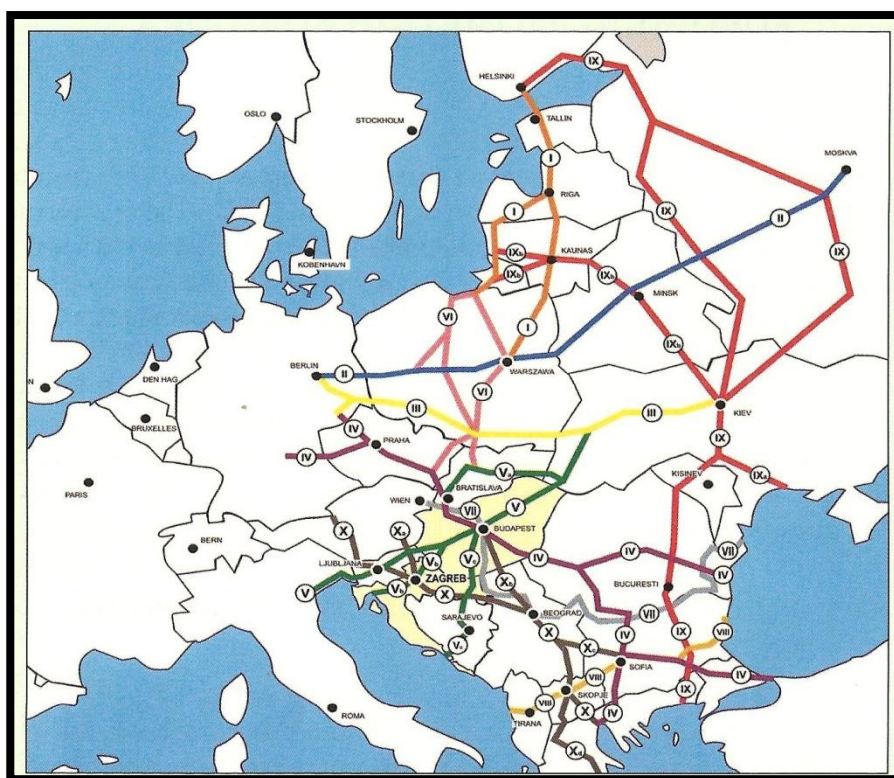 IX
HELSINKI
OSLO
STOCKHOLM
TALLIN
I
MOSKVA
RIGA
I
IX
II
IX
KOBENHAVN
IXb
KAUNAS
IXb
IXb
MINSK
VI
I
IXb
BERLIN
II
WARSZAWA
DEN HAG
VI
III
III
KIEV
BRUXELLES
IV
PRAHA
IX
IV
KISINEV
IXa
PARIS
Va
BRATISLAVA
WIEN
VII
V
BUDAPEST
X
Xa
BERN
IV
IV
VII
LJUBLJANA
Vb
Vc
ZAGREB
Xb
IV
V
Vb
X
BUCURESTI
BEOGRAD
VII
SARAJEVO
X
IX
VIII
Vc
Xc
IV
SOFIA
VIII
IV
SKOPJE
IX
VIII
ROMA
TIRANA
X
IV
Xd